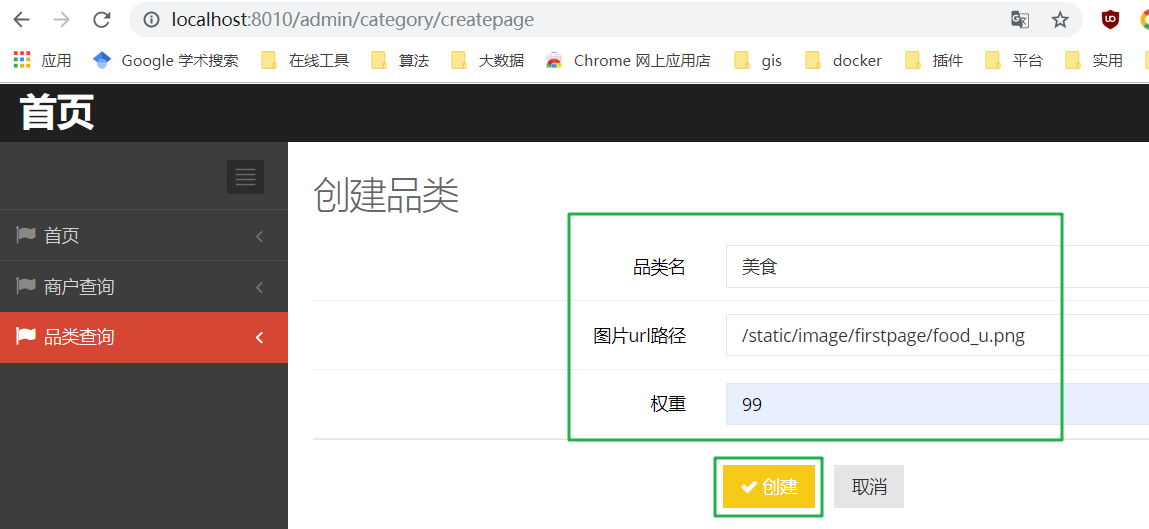 localhost:8010/admin/category/createpage
应用 Google 学术搜索 在线工具 算法 大数据 Chrome 网上应用店 gis docker 插件 平台 实用
首页
创建品类
首页
商户查询
品类查询
品类名 美食
图片url路径 /static/image/firstpage/food_u.png
权重 99
创建 取消